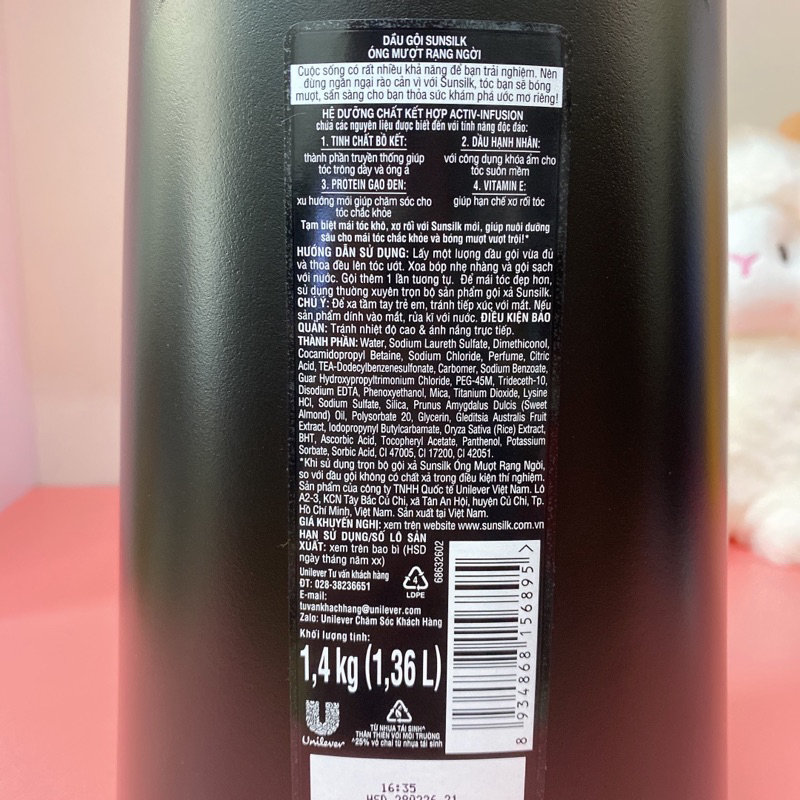 DẦU GỘI SUNSILK
ÓNG MƯỢT RẠNG NGỜI
Cuộc sống có rất nhiều khả năng để bạn trải nghiệm. Nên
đừng ngần ngại rào cản vì với Sunsilk, tóc bạn sẽ bóng
mượt, sẵn sàng cho bạn thỏa sức khám phá ước mơ riêng!
HỆ DƯỠNG CHẤT KẾT HỢP ACTIV-INFUSION
chứa các nguyên liệu được biết đến với tính năng độc đáo:
1. TINH CHẤT BỒ KẾT:
thành phần truyền thống giúp
tóc trông dày và óng ả
2. DẦU HẠNH NHÂN:
với công dụng khóa ẩm cho
tóc suôn mềm
3. PROTEIN GẠO ĐEN:
xu hướng mới giúp chăm sóc cho
tóc chắc khỏe
4. VITAMIN E:
giúp hạn chế xơ rối tóc
Tạm biệt mái tóc khô, xơ rối với Sunsilk mới, giúp nuôi dưỡng
sâu cho mái tóc chắc khỏe và bóng mượt vượt trội!*
HƯỚNG DẪN SỬ DỤNG: Lấy một lượng dầu gội vừa đủ
và thoa đều lên tóc ướt. Xoa bóp nhẹ nhàng và gội sạch
với nước. Gội thêm 1 lần tương tự. Để mái tóc đẹp hơn,
sử dụng thường xuyên trọn bộ sản phẩm gội xả Sunsilk.
CHÚ Ý: Để xa tầm tay trẻ em, tránh tiếp xúc với mắt. Nếu
sản phẩm dính vào mắt, rửa kĩ với nước. ĐIỀU KIỆN BẢO
QUẢN: Tránh nhiệt độ cao & ánh nắng trực tiếp.
THÀNH PHẦN: Water, Sodium Laureth Sulfate, Dimethiconol,
Cocamidopropyl Betaine, Sodium Chloride, Perfume, Citric
Acid, TEA-Dodecylbenzenesulfonate, Carbomer, Sodium Benzoate,
Guar Hydroxypropyltrimonium Chloride, PEG-45M, Trideceth-10,
Disodium EDTA, Phenoxyethanol, Mica, Titanium Dioxide, Lysine
HCl, Sodium Sulfate, Silica, Prunus Amygdalus Dulcis (Sweet
Almond) Oil, Polysorbate 20, Glycerin, Gleditsia Australis Fruit
Extract, Iodopropynyl Butylcarbamate, Oryza Sativa (Rice) Extract,
BHT, Ascorbic Acid, Tocopheryl Acetate, Panthenol, Potassium
Sorbate, Sorbic Acid, CI 47005, CI 17200, CI 42051.
*Khi sử dụng trọn bộ gội xả Sunsilk Óng Mượt Rạng Ngời,
so với dầu gội không có chất xả trong điều kiện thí nghiệm.
Sản phẩm của công ty TNHH Quốc tế Unilever Việt Nam. Lô
A2-3, KCN Tây Bắc Củ Chi, xã Tân An Hội, huyện Củ Chi, Tp.
Hồ Chí Minh, Việt Nam. Sản xuất tại Việt Nam.
GIÁ KHUYẾN NGHỊ: xem trên website www.sunsilk.com.vn
HẠN SỬ DỤNG/SỐ LÔ SẢN
XUẤT: xem trên bao bì (HSD
ngày tháng năm xx)
Unilever Tư vấn khách hàng
ĐT: 028-38236651
E-mail:
tuvankhachhang@unilever.com
Zalo: Unilever Chăm Sóc Khách Hàng
4
LDPE
68632602
Khối lượng tịnh:
1,4 kg (1,36 L)
8 934868 156895
Unilever
TỪ NHỰA TÁI SINH^
THÂN THIỆN VỚI MÔI TRƯỜNG
^25% vỏ chai từ nhựa tái sinh
16:35
HSD 280226 21